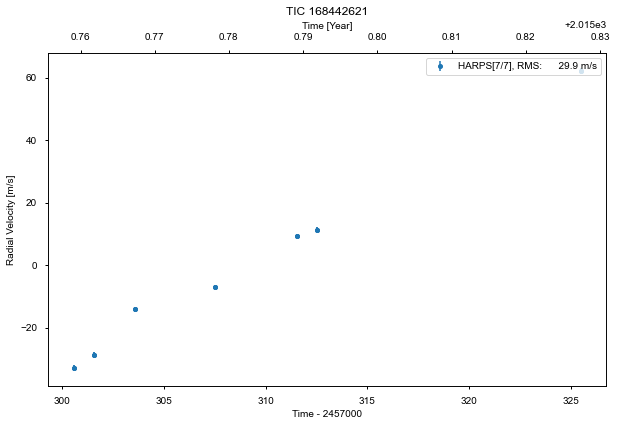 TIC 168442621
Time [Year]
+2.015e3
0.76 0.77 0.78 0.79 0.80 0.81 0.82 0.83
HARPS[7/7], RMS: 29.9 m/s
60
40
20
0
−20
Radial Velocity [m/s]
300 305 310 315 320 325
Time - 2457000